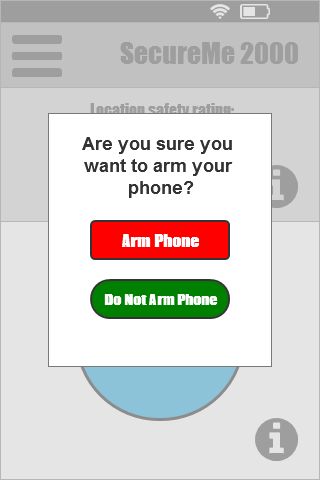 SecureMe 2000
Location safety rating:
Are you sure you
want to arm your
phone?
Arm Phone
Do Not Arm Phone